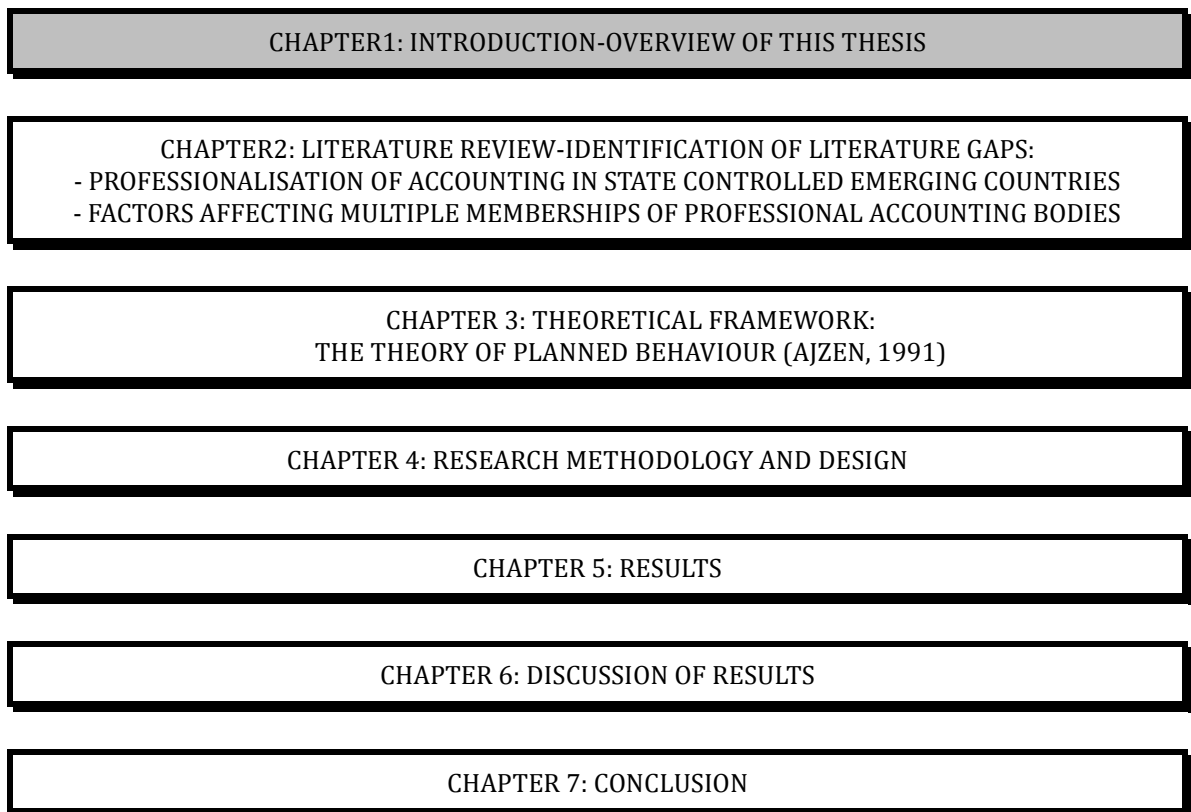 CHAPTER1: INTRODUCTION-OVERVIEW OF THIS THESIS
CHAPTER2: LITERATURE REVIEW-IDENTIFICATION OF LITERATURE GAPS:
- PROFESSIONALISATION OF ACCOUNTING IN STATE CONTROLLED EMERGING COUNTRIES
- FACTORS AFFECTING MULTIPLE MEMBERSHIPS OF PROFESSIONAL ACCOUNTING BODIES
CHAPTER 3: THEORETICAL FRAMEWORK:
THE THEORY OF PLANNED BEHAVIOUR (AJZEN, 1991)
CHAPTER 4: RESEARCH METHODOLOGY AND DESIGN
CHAPTER 5: RESULTS
CHAPTER 6: DISCUSSION OF RESULTS
CHAPTER 7: CONCLUSION